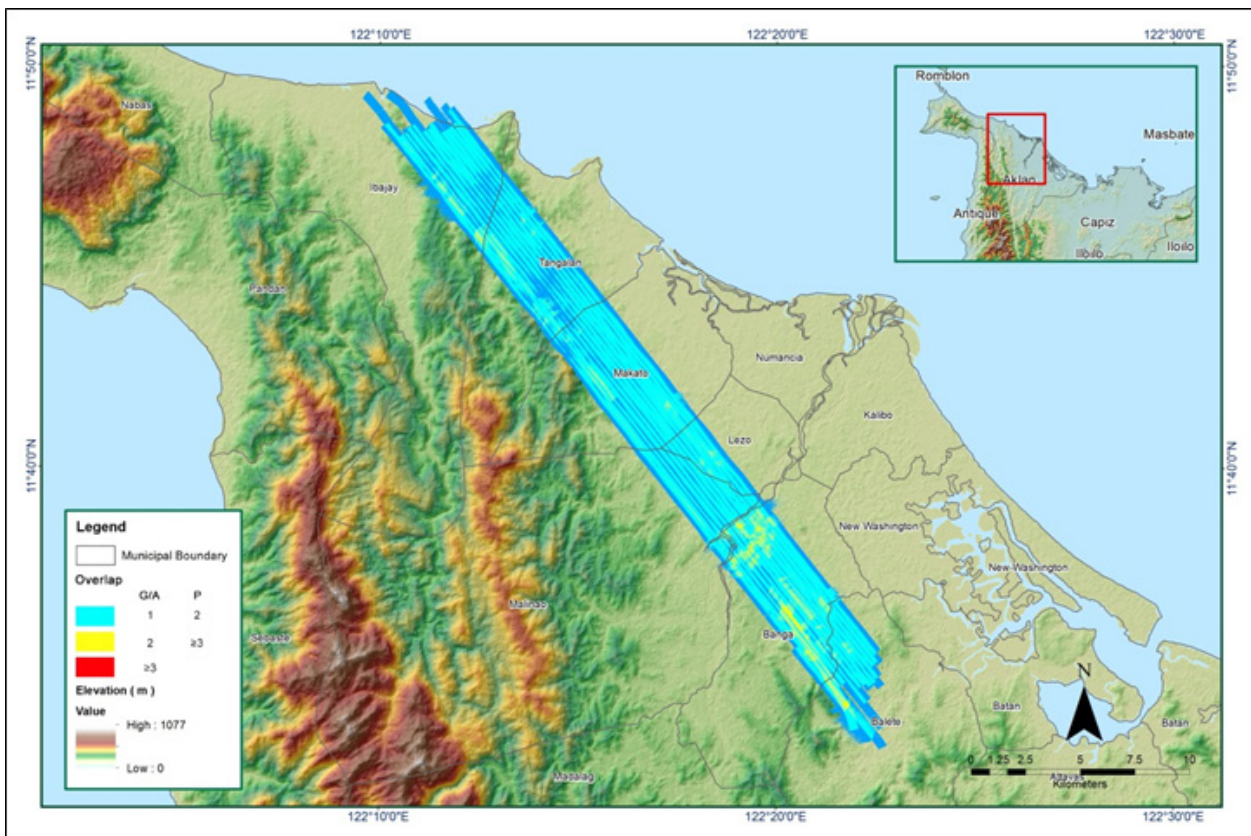 122°10'0"E
122°20'0"E
122°30'0"E
11°50'0"N
11°50'0"N
Romblon
Masbate
Aklan
Antique
Capiz
Iloilo
Iloilo
Nabas
Ibajay
Pandan
Tangalan
Makato
Numancia
Kalibo
Lezo
11°40'0"N
11°40'0"N
New Washington
New Washington
Malinao
Sebaste
Banga
Balete
Batan
Batan
Madalag
Altavas
N
0 1.25 2.5 5 7.5 10
Kilometers
Legend
Municipal Boundary
Overlap
G/A P
1 2
2 ≥3
≥3
Elevation ( m )
Value
High : 1077
Low : 0
122°10'0"E
122°20'0"E
122°30'0"E